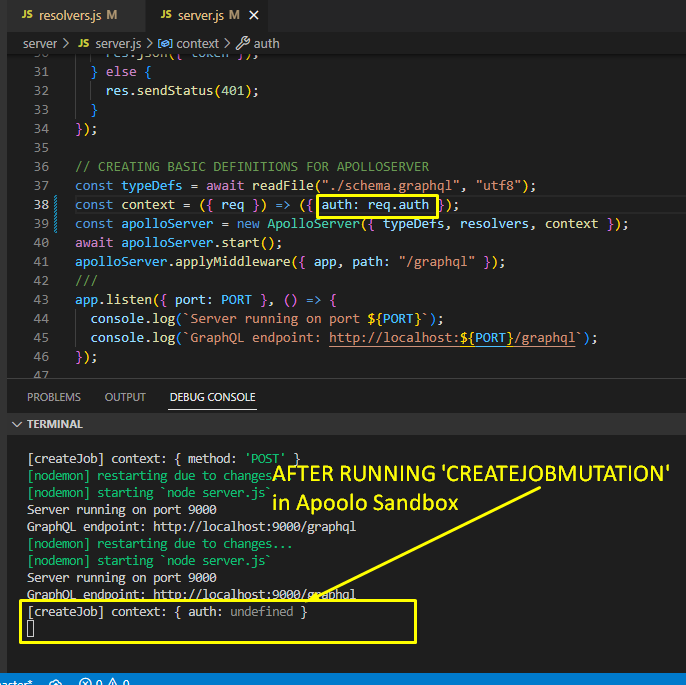 JS resolvers.js M JS server.js M ×
server > JS server.js > context > auth
30 res.json({ token });
31 } else {
32 res.sendStatus(401);
33 }
34 });
35
36 // CREATING BASIC DEFINITIONS FOR APOLLOSERVER
37 const typeDefs = await readFile("./schema.graphql", "utf8");
38 const context = ({ req }) => ({ auth: req.auth });
39 const apolloServer = new ApolloServer({ typeDefs, resolvers, context });
40 await apolloServer.start();
41 apolloServer.applyMiddleware({ app, path: "/graphql" });
42 ///
43 app.listen({ port: PORT }, () => {
44 console.log(`Server running on port ${PORT}`);
45 console.log(`GraphQL endpoint: http://localhost:${PORT}/graphql`);
46 });
47
PROBLEMS OUTPUT DEBUG CONSOLE
TERMINAL
[createJob] context: { method: 'POST' }
[nodemon] restarting due to changes...
[nodemon] starting `node server.js`
AFTER RUNNING 'CREATEJOBMUTATION'
in Apoolo Sandbox
Server running on port 9000
GraphQL endpoint: http://localhost:9000/graphql
[nodemon] restarting due to changes...
[nodemon] starting `node server.js`
Server running on port 9000
GraphQL endpoint: http://localhost:9000/graphql
[createJob] context: { auth: undefined }
master* 0 0